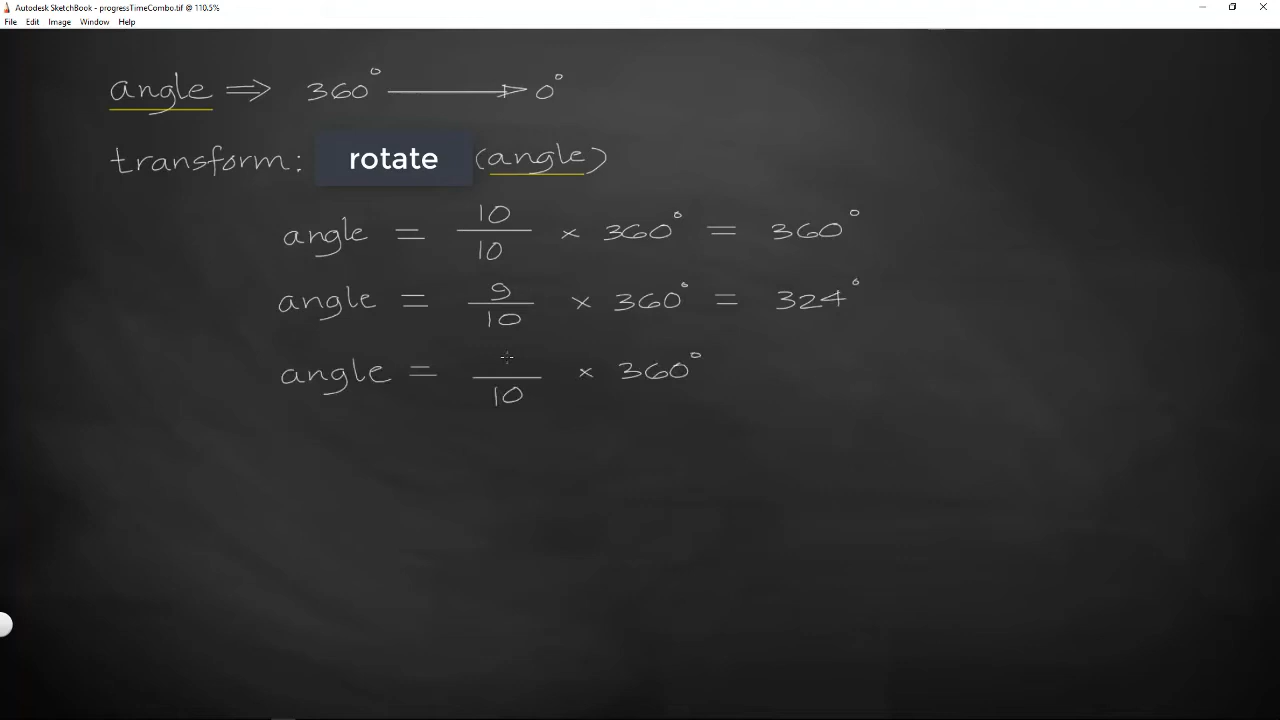 Autodesk SketchBook - progressTimeCombo.tif @ 110.5%
File Edit Image Window Help
angle ⇒ 360° → 0°
transform: rotate (angle)
angle = 10/10 × 360° = 360°
angle = 9/10 × 360° = 324°
angle = /10 × 360°